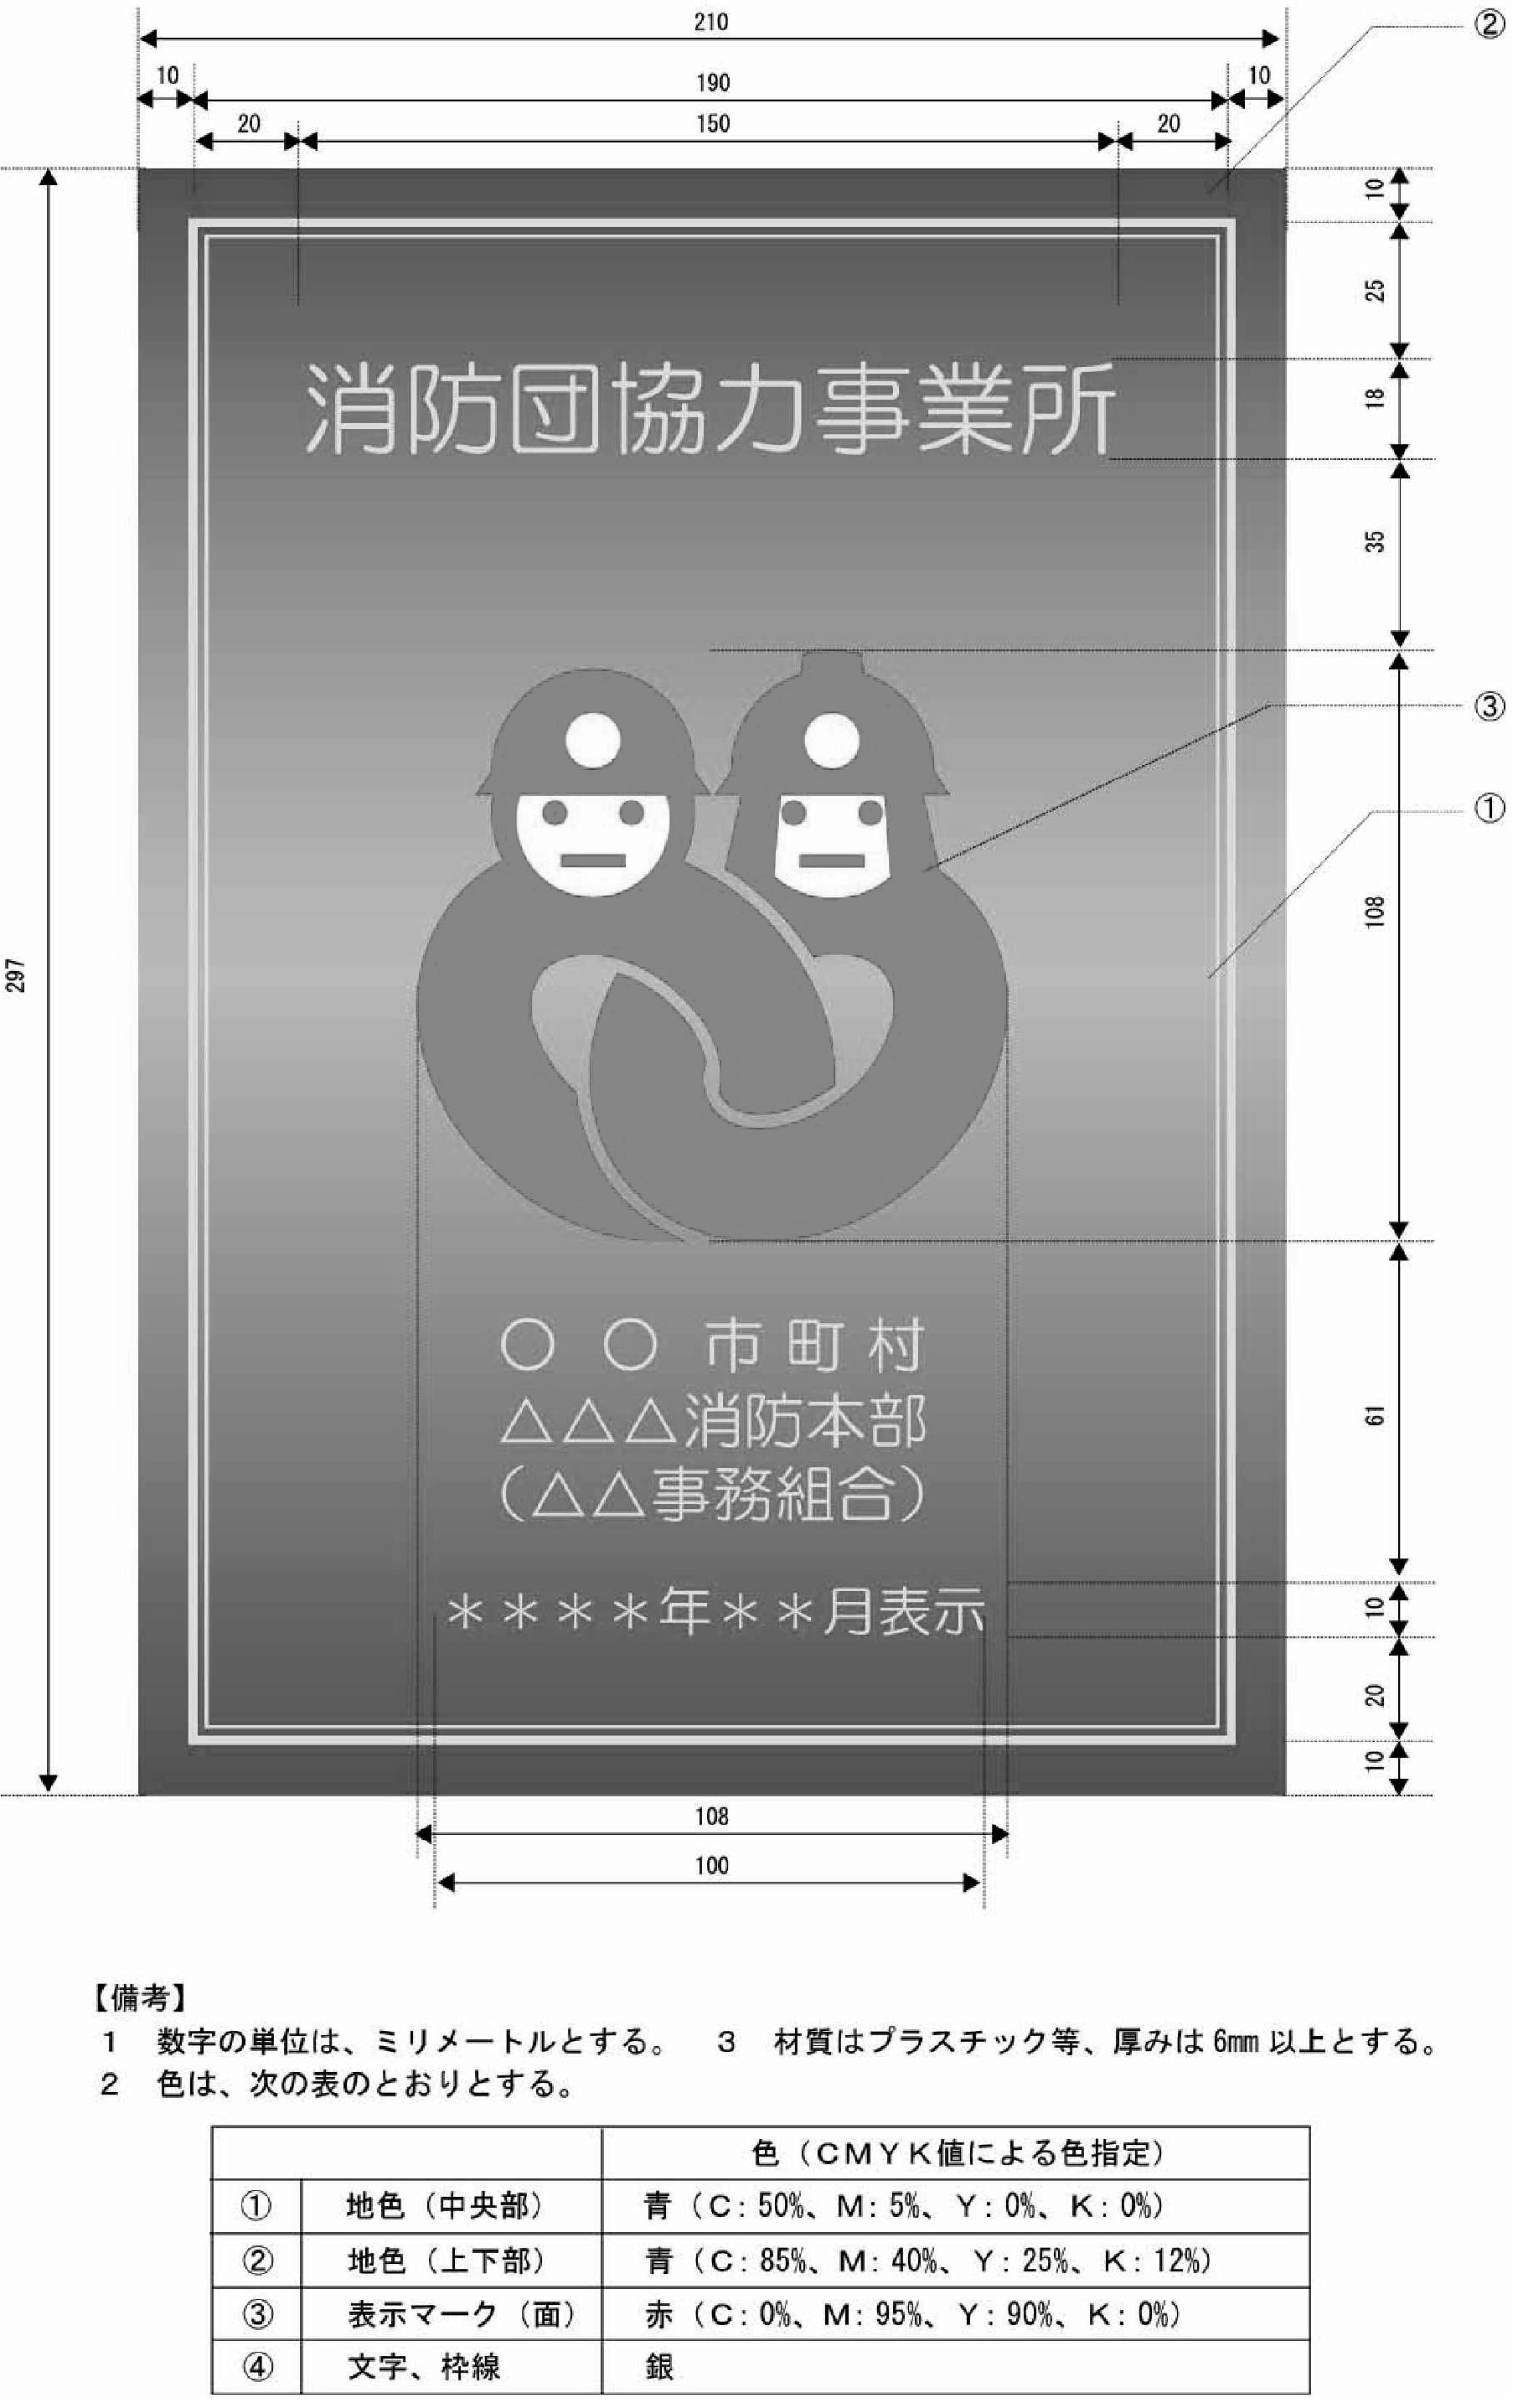 210
②
10
190
10
20
150
20
10
25
消防団協力事業所
18
35
③
①
108
297
○ ○ 市 町 村
△△△消防本部
(△△事務組合)
61
＊＊＊＊年＊＊月表示
10
20
10
108
100
【備考】
1 数字の単位は、ミリメートルとする。 3 材質はプラスチック等、厚みは 6mm 以上とする。
2 色は、次の表のとおりとする。
色（ＣＭＹＫ値による色指定）
① 地色（中央部） 青（Ｃ: 50%、Ｍ: 5%、Ｙ: 0%、Ｋ: 0%）
② 地色（上下部） 青（Ｃ: 85%、Ｍ: 40%、Ｙ: 25%、Ｋ: 12%）
③ 表示マーク（面） 赤（Ｃ: 0%、Ｍ: 95%、Ｙ: 90%、Ｋ: 0%）
④ 文字、枠線 銀